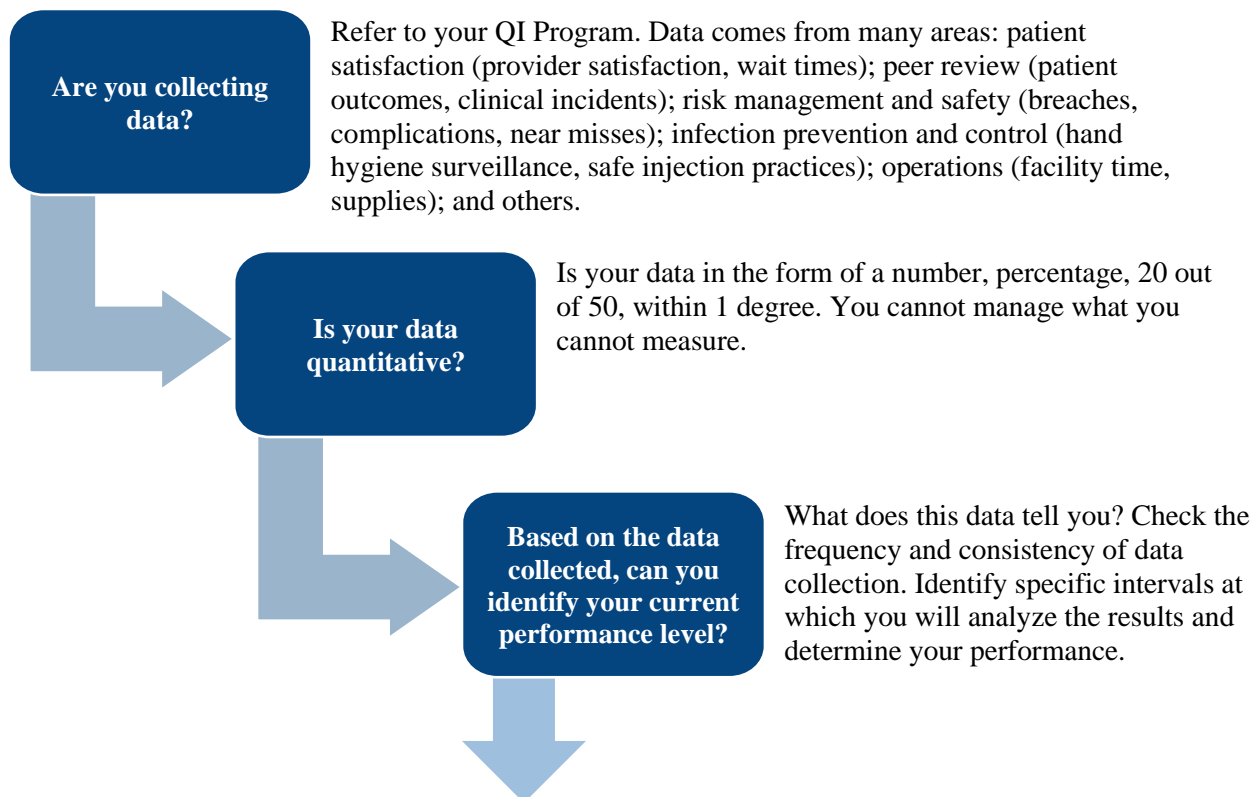 Are you collecting
data?
Refer to your QI Program. Data comes from many areas: patient
satisfaction (provider satisfaction, wait times); peer review (patient
outcomes, clinical incidents); risk management and safety (breaches,
complications, near misses); infection prevention and control (hand
hygiene surveillance, safe injection practices); operations (facility time,
supplies); and others.
Is your data
quantitative?
Is your data in the form of a number, percentage, 20 out
of 50, within 1 degree. You cannot manage what you
cannot measure.
Based on the data
collected, can you
identify your current
performance level?
What does this data tell you? Check the
frequency and consistency of data
collection. Identify specific intervals at
which you will analyze the results and
determine your performance.